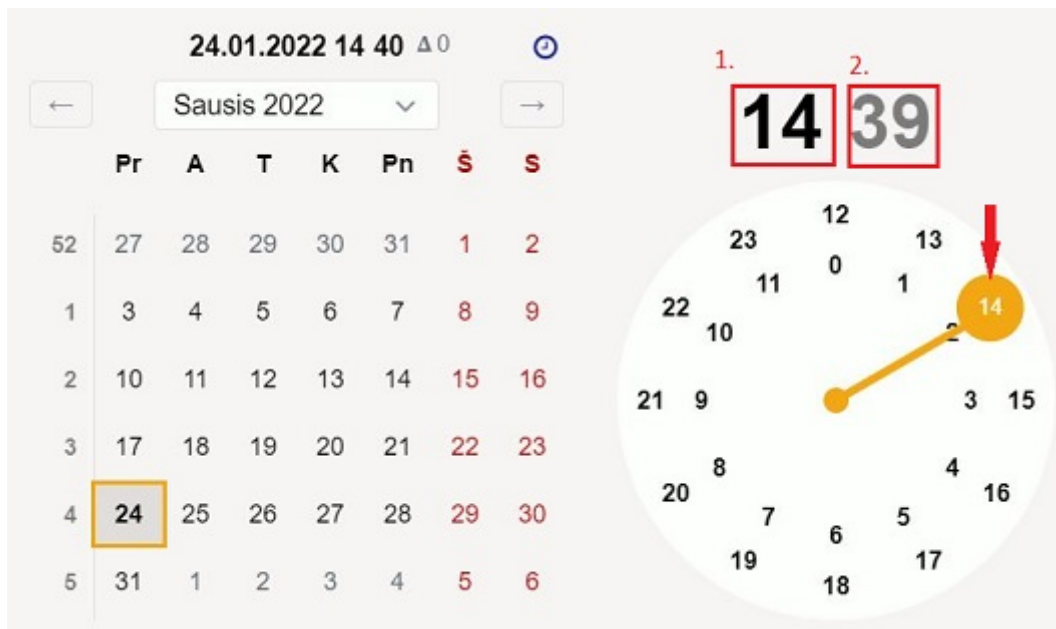 24.01.2022 14 40 Δ 0
← Sausis 2022 →
Pr A T K Pn Š S
52 27 28 29 30 31 1 2
1 3 4 5 6 7 8 9
2 10 11 12 13 14 15 16
3 17 18 19 20 21 22 23
4 24 25 26 27 28 29 30
5 31 1 2 3 4 5 6
1. 2.
14 39
12
23 13
0
11 1
22 14
10 2
21 9 3 15
8 4
20 16
7 5
6
19 17
18